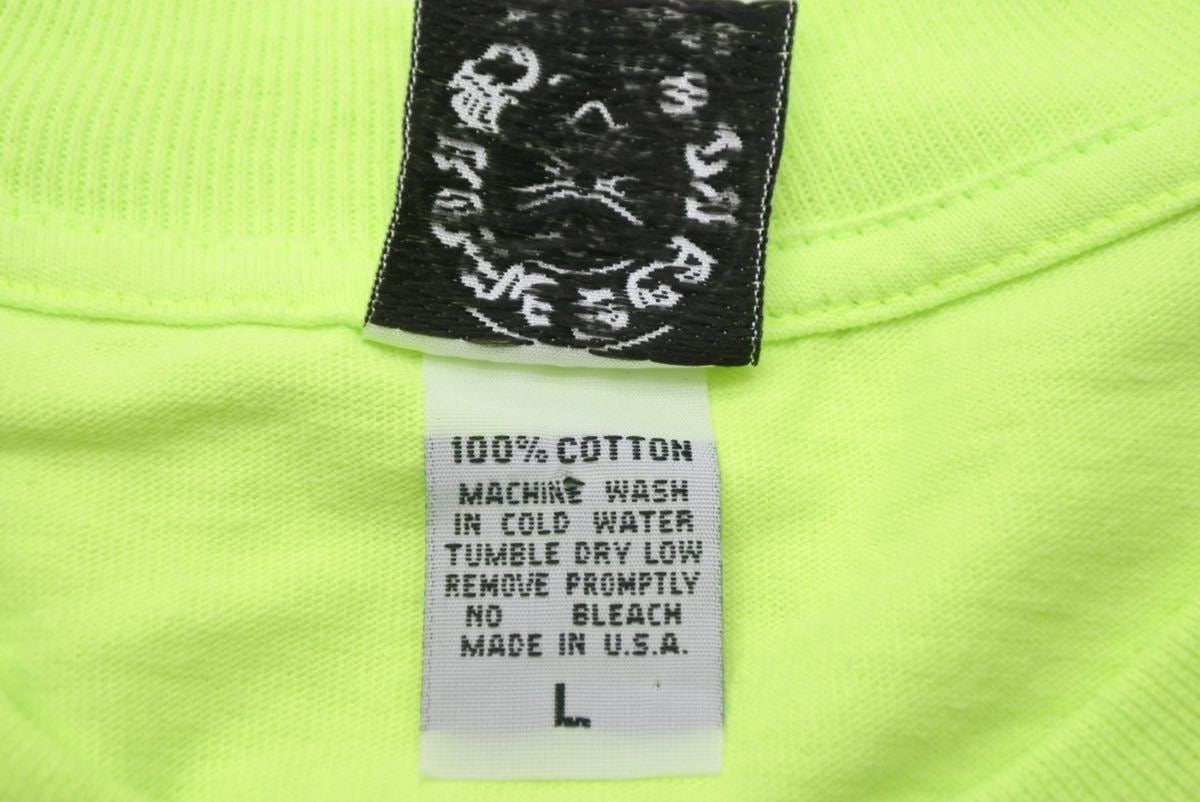 100% COTTON
MACHINE WASH
IN COLD WATER
TUMBLE DRY LOW
REMOVE PROMPTLY
NO BLEACH
MADE IN U.S.A.
L